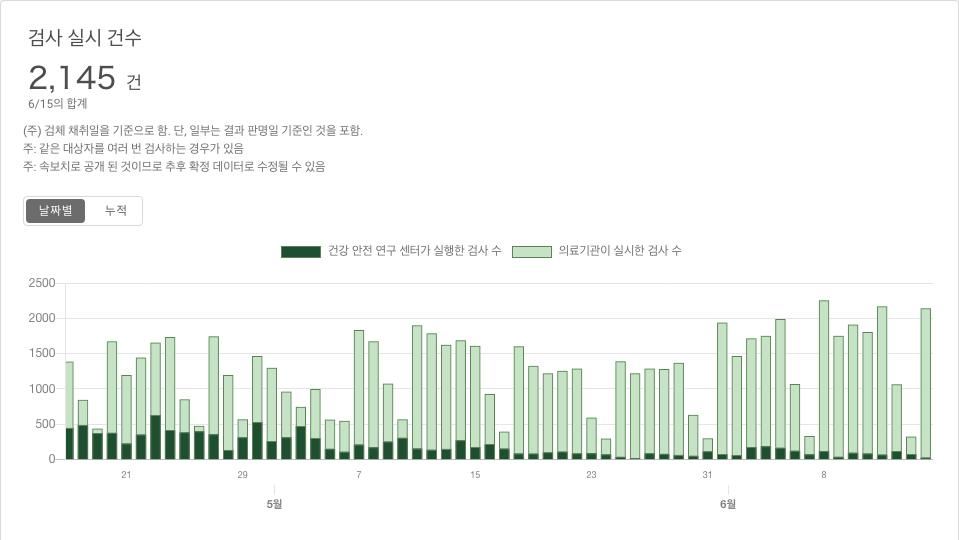 검사 실시 건수
2,145 건
6/15의 합계
(주) 검체 채취일을 기준으로 함. 단, 일부는 결과 판명일 기준인 것을 포함.
주: 같은 대상자를 여러 번 검사하는 경우가 있음
주: 속보치로 공개 된 것이므로 추후 확정 데이터로 수정될 수 있음
날짜별 누적
건강 안전 연구 센터가 실행한 검사 수 의료기관이 실시한 검사 수
2500
2000
1500
1000
500
0
21 29 7 15 23 31 8
5월 6월